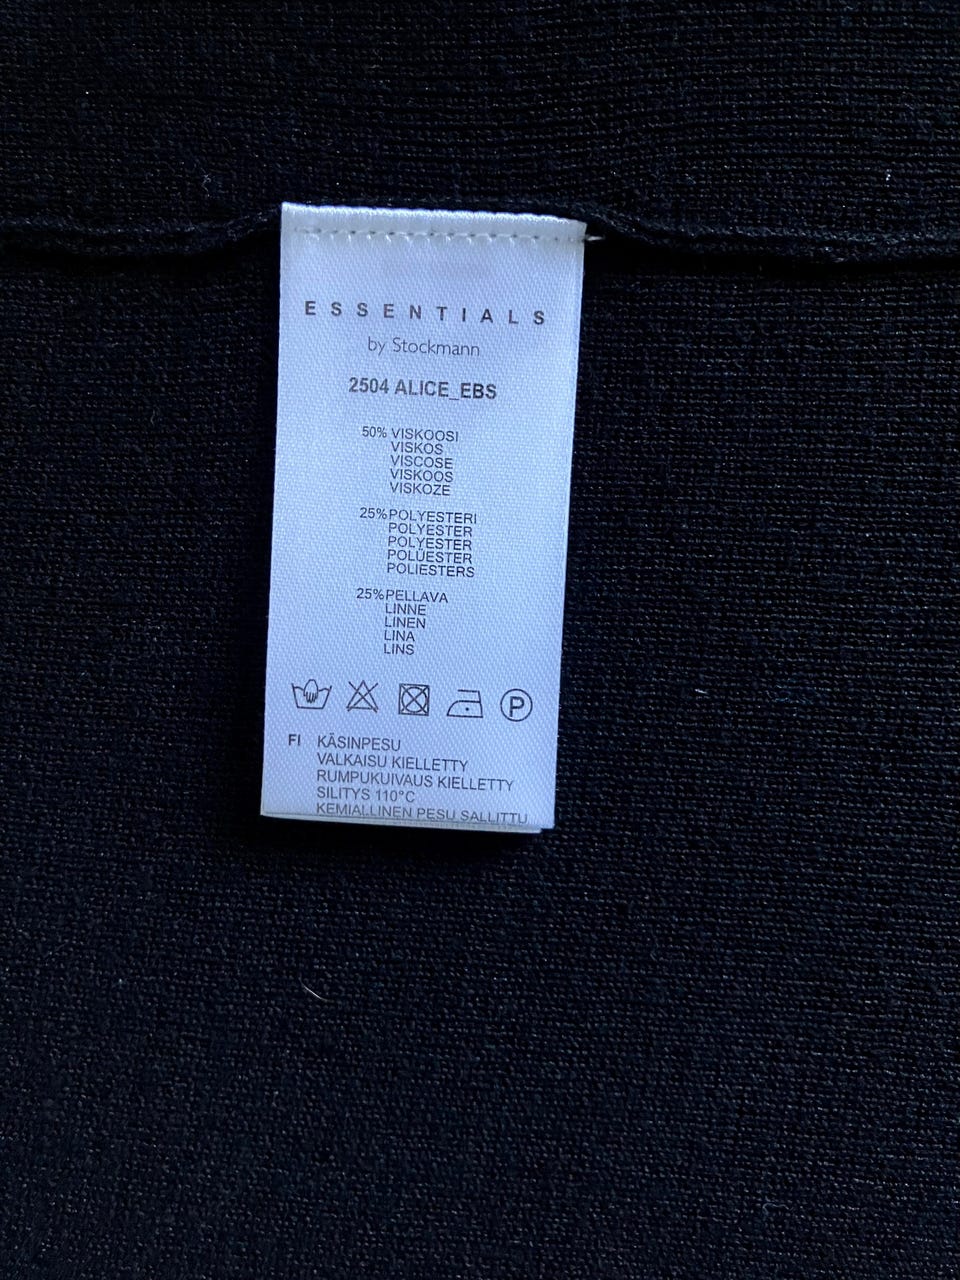 ESSENTIALS
by Stockmann
2504 ALICE_EBS
50% VISKOOSI
VISKOS
VISCOSE
VISKOOS
VISKOZE
25% POLYESTERI
POLYESTER
POLYESTER
POLÜESTER
POLIESTERS
25% PELLAVA
LINNE
LINEN
LINA
LINS
P
FI KÄSINPESU
VALKAISU KIELLETTY
RUMPUKUIVAUS KIELLETTY
SILITYS 110°C
KEMIALLINEN PESU SALLITTU